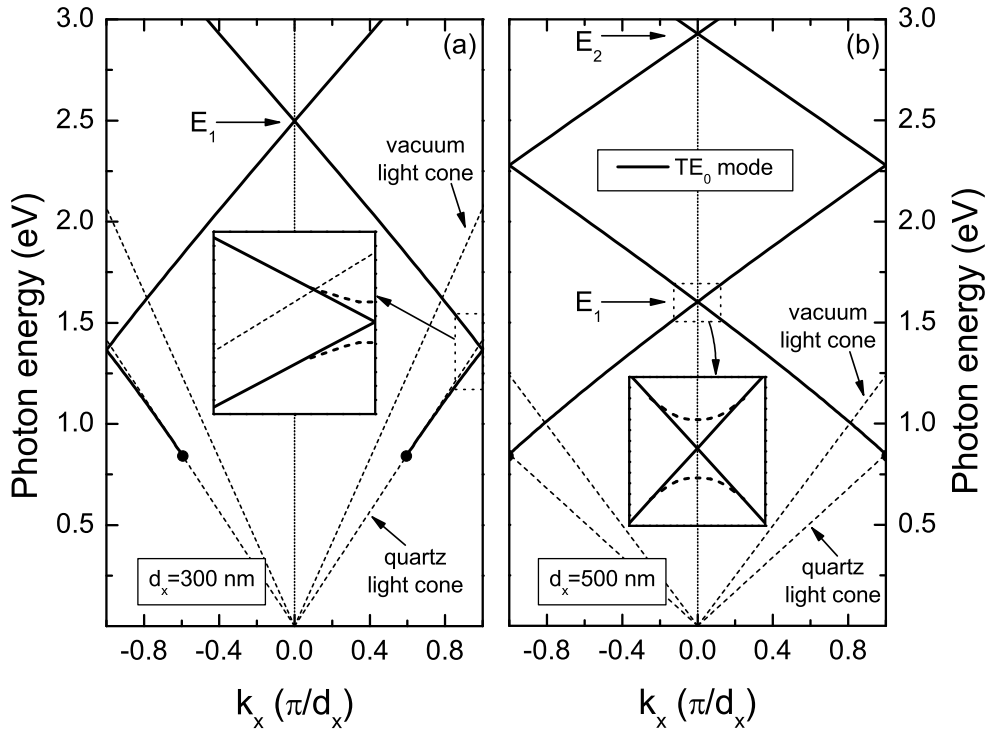 Photon energy (eV)
3.0
2.5
2.0
1.5
1.0
0.5
(a)
E1
vacuum
light cone
quartz
light cone
dx=300 nm
-0.8 -0.4 0.0 0.4 0.8
kx (π/dx)
(b)
E2
TE0 mode
E1
vacuum
light cone
quartz
light cone
dx=500 nm
-0.8 -0.4 0.0 0.4 0.8
kx (π/dx)
3.0
2.5
2.0
1.5
1.0
0.5
Photon energy (eV)